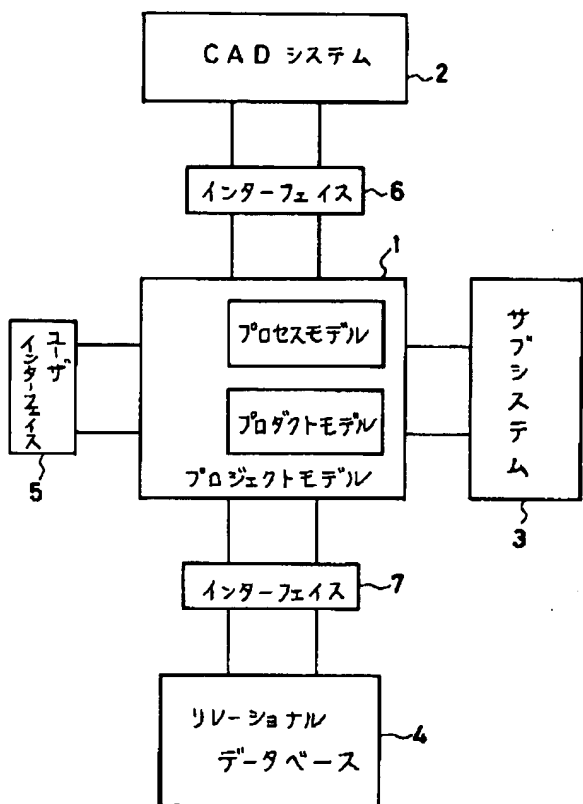 CAD システム
2
インターフェイス
6
1
プロセスモデル
プロダクトモデル
プロジェクトモデル
ユーザ
インターフェイス
5
サブシステム
3
インターフェイス
7
リレーショナル
データベース
4